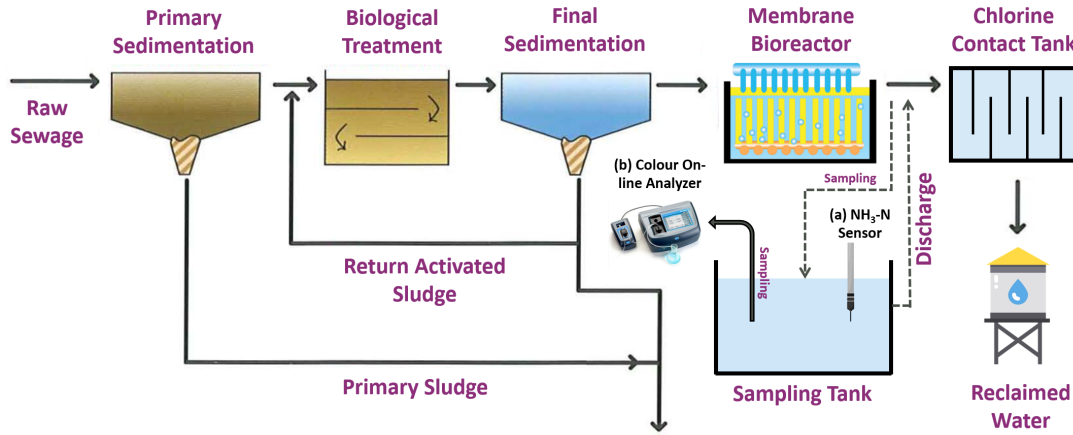 Primary
Sedimentation
Biological
Treatment
Final
Sedimentation
Membrane
Bioreactor
Chlorine
Contact Tank
Raw
Sewage
(b) Colour On-
line Analyzer
Sampling
(a) NH₃-N
Sensor
Discharge
Sampling
Return Activated
Sludge
Primary Sludge
Sampling Tank
Reclaimed
Water